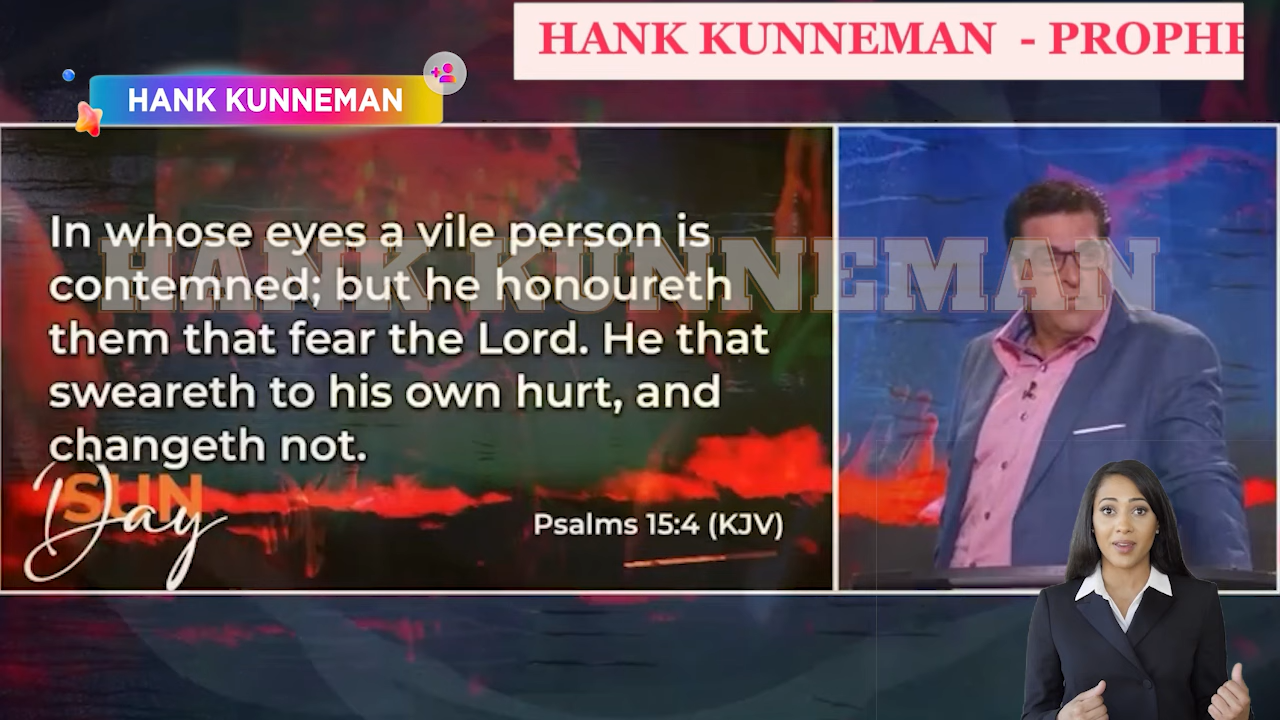 HANK KUNNEMAN - PROPHE
HANK KUNNEMAN
HANK KUNNEMAN
In whose eyes a vile person is
contemned; but he honoureth
them that fear the Lord. He that
sweareth to his own hurt, and
changeth not.
SUN
Day
Psalms 15:4 (KJV)